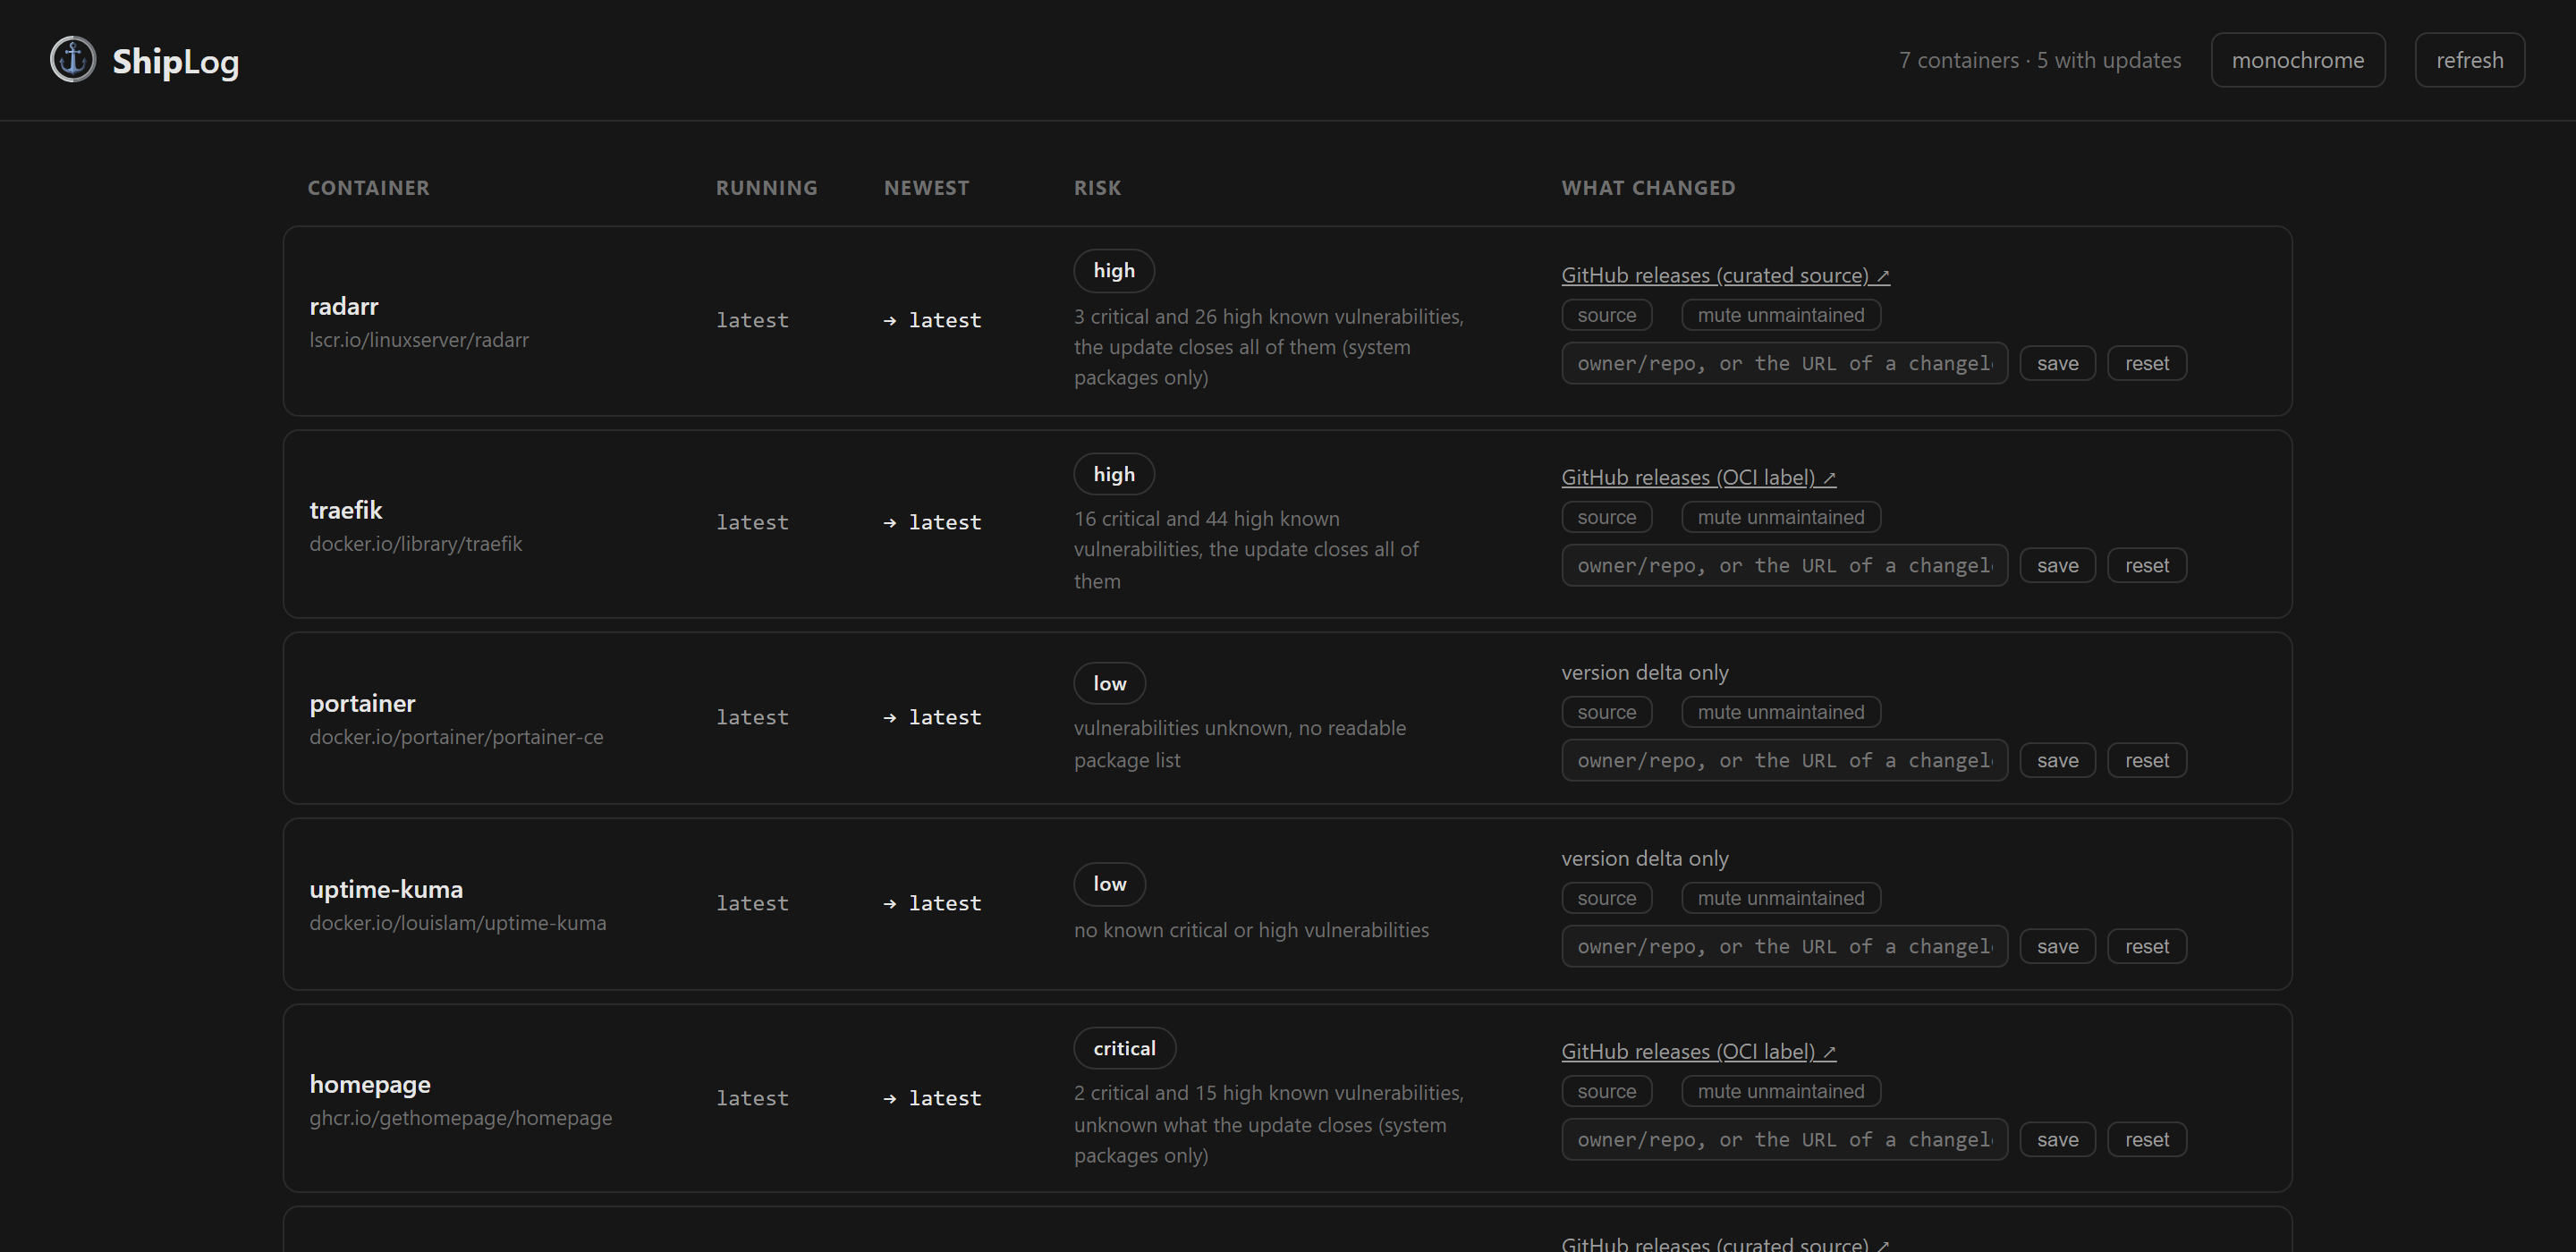 ShipLog
7 containers · 5 with updates
monochrome
refresh
CONTAINER
RUNNING
NEWEST
RISK
WHAT CHANGED
radarr
lscr.io/linuxserver/radarr
latest
→ latest
high
3 critical and 26 high known vulnerabilities,
the update closes all of them (system
packages only)
GitHub releases (curated source) ↗
source
mute unmaintained
owner/repo, or the URL of a changel
save
reset
traefik
docker.io/library/traefik
latest
→ latest
high
16 critical and 44 high known
vulnerabilities, the update closes all of
them
GitHub releases (OCI label) ↗
source
mute unmaintained
owner/repo, or the URL of a changel
save
reset
portainer
docker.io/portainer/portainer-ce
latest
→ latest
low
vulnerabilities unknown, no readable
package list
version delta only
source
mute unmaintained
owner/repo, or the URL of a changel
save
reset
uptime-kuma
docker.io/louislam/uptime-kuma
latest
→ latest
low
no known critical or high vulnerabilities
version delta only
source
mute unmaintained
owner/repo, or the URL of a changel
save
reset
homepage
ghcr.io/gethomepage/homepage
latest
→ latest
critical
2 critical and 15 high known vulnerabilities,
unknown what the update closes (system
packages only)
GitHub releases (OCI label) ↗
source
mute unmaintained
owner/repo, or the URL of a changel
save
reset
GitHub releases (curated source) ↗